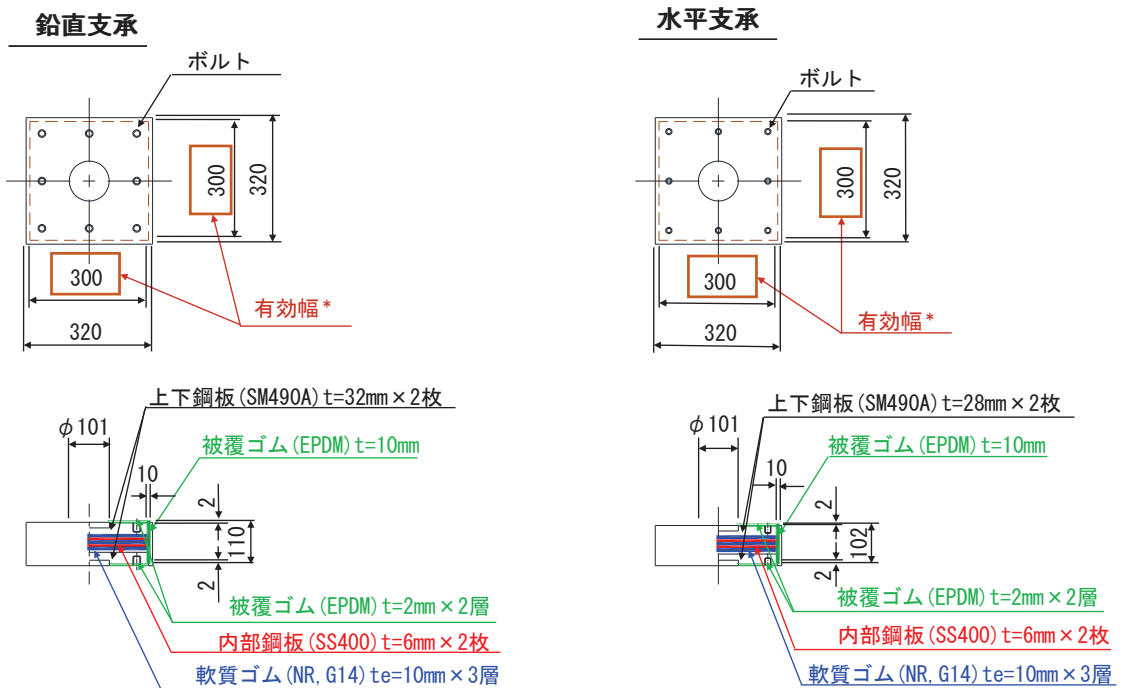 鉛直支承
ボルト
300
320
300
320
有効幅*
上下鋼板(SM490A)t=32mm×2枚
φ101
被覆ゴム(EPDM)t=10mm
10
2
110
2
被覆ゴム(EPDM)t=2mm×2層
内部鋼板(SS400)t=6mm×2枚
軟質ゴム(NR,G14)te=10mm×3層
水平支承
ボルト
300
320
300
320
有効幅*
上下鋼板(SM490A)t=28mm×2枚
φ101
被覆ゴム(EPDM)t=10mm
10
2
102
2
被覆ゴム(EPDM)t=2mm×2層
内部鋼板(SS400)t=6mm×2枚
軟質ゴム(NR,G14)te=10mm×3層